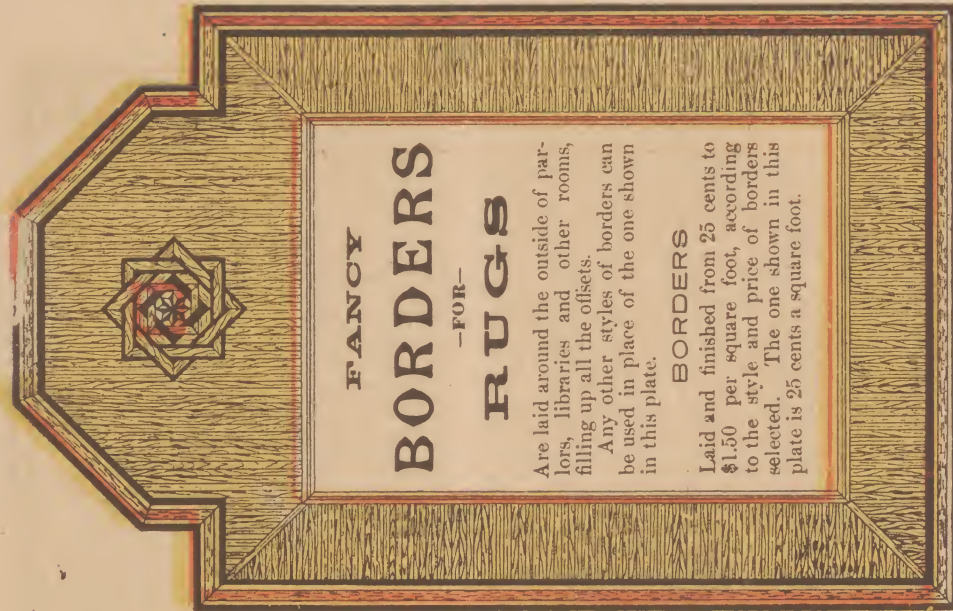 FANCY
BORDERS
-FOR-
RUGS
Are laid around the outside of par-
lors, libraries and other rooms,
filling up all the offsets.
Any other styles of borders can
be used in place of the one shown
in this plate.
BORDERS
Laid and finished from 25 cents to
$1.50 per square foot, according
to the style and price of borders
selected. The one shown in this
plate is 25 cents a square foot.